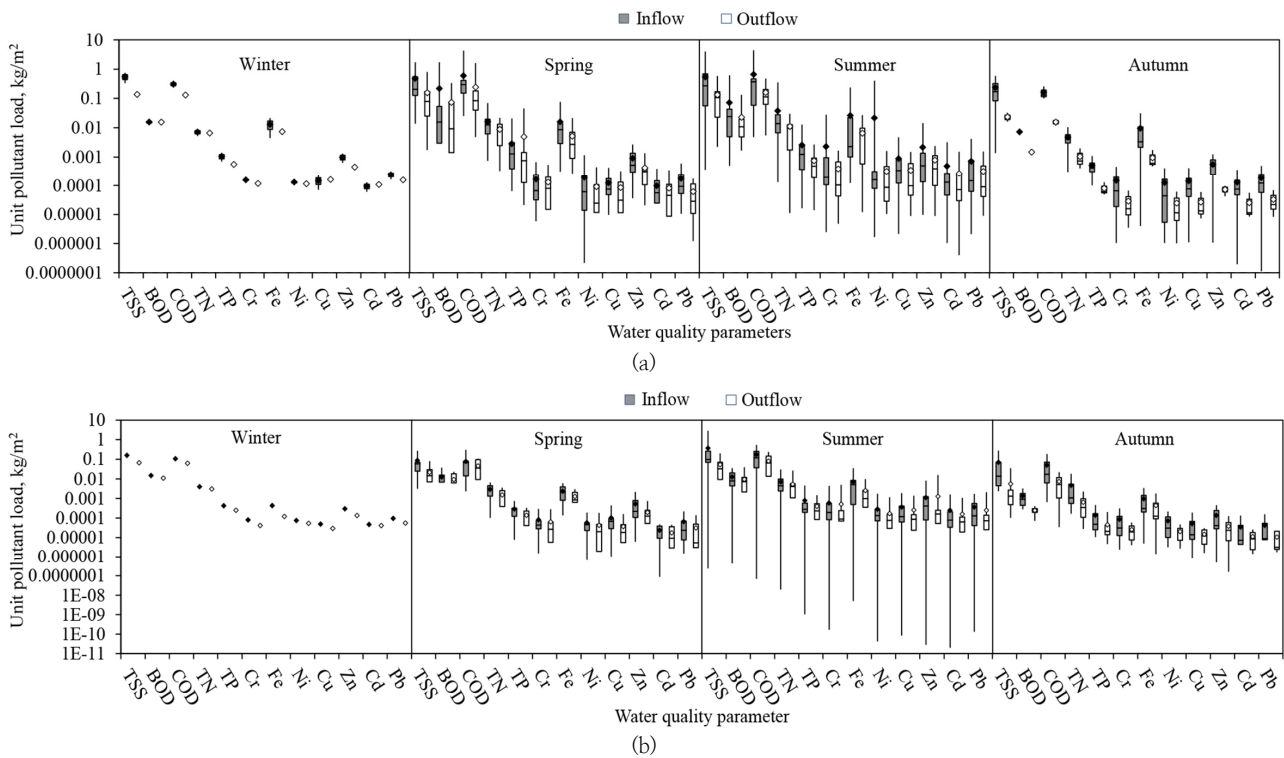 Inflow Outflow
Unit pollutant load, kg/m²
10
1
0.1
0.01
0.001
0.0001
0.00001
0.000001
0.0000001
Winter Spring Summer Autumn
TSS BOD COD TN TP Cr Fe Ni Cu Zn Cd Pb TSS BOD COD TN TP Cr Fe Ni Cu Zn Cd Pb TSS BOD COD TN TP Cr Fe Ni Cu Zn Cd Pb TSS BOD COD TN TP Cr Fe Ni Cu Zn Cd Pb
Water quality parameters
(a)
Inflow Outflow
Unit pollutant load, kg/m²
10
1
0.1
0.01
0.001
0.0001
0.00001
0.000001
0.0000001
1E-08
1E-09
1E-10
1E-11
Winter Spring Summer Autumn
TSS BOD COD TN TP Cr Fe Ni Cu Zn Cd Pb TSS BOD COD TN TP Cr Fe Ni Cu Zn Cd Pb TSS BOD COD TN TP Cr Fe Ni Cu Zn Cd Pb TSS BOD COD TN TP Cr Fe Ni Cu Zn Cd Pb
Water quality parameter
(b)